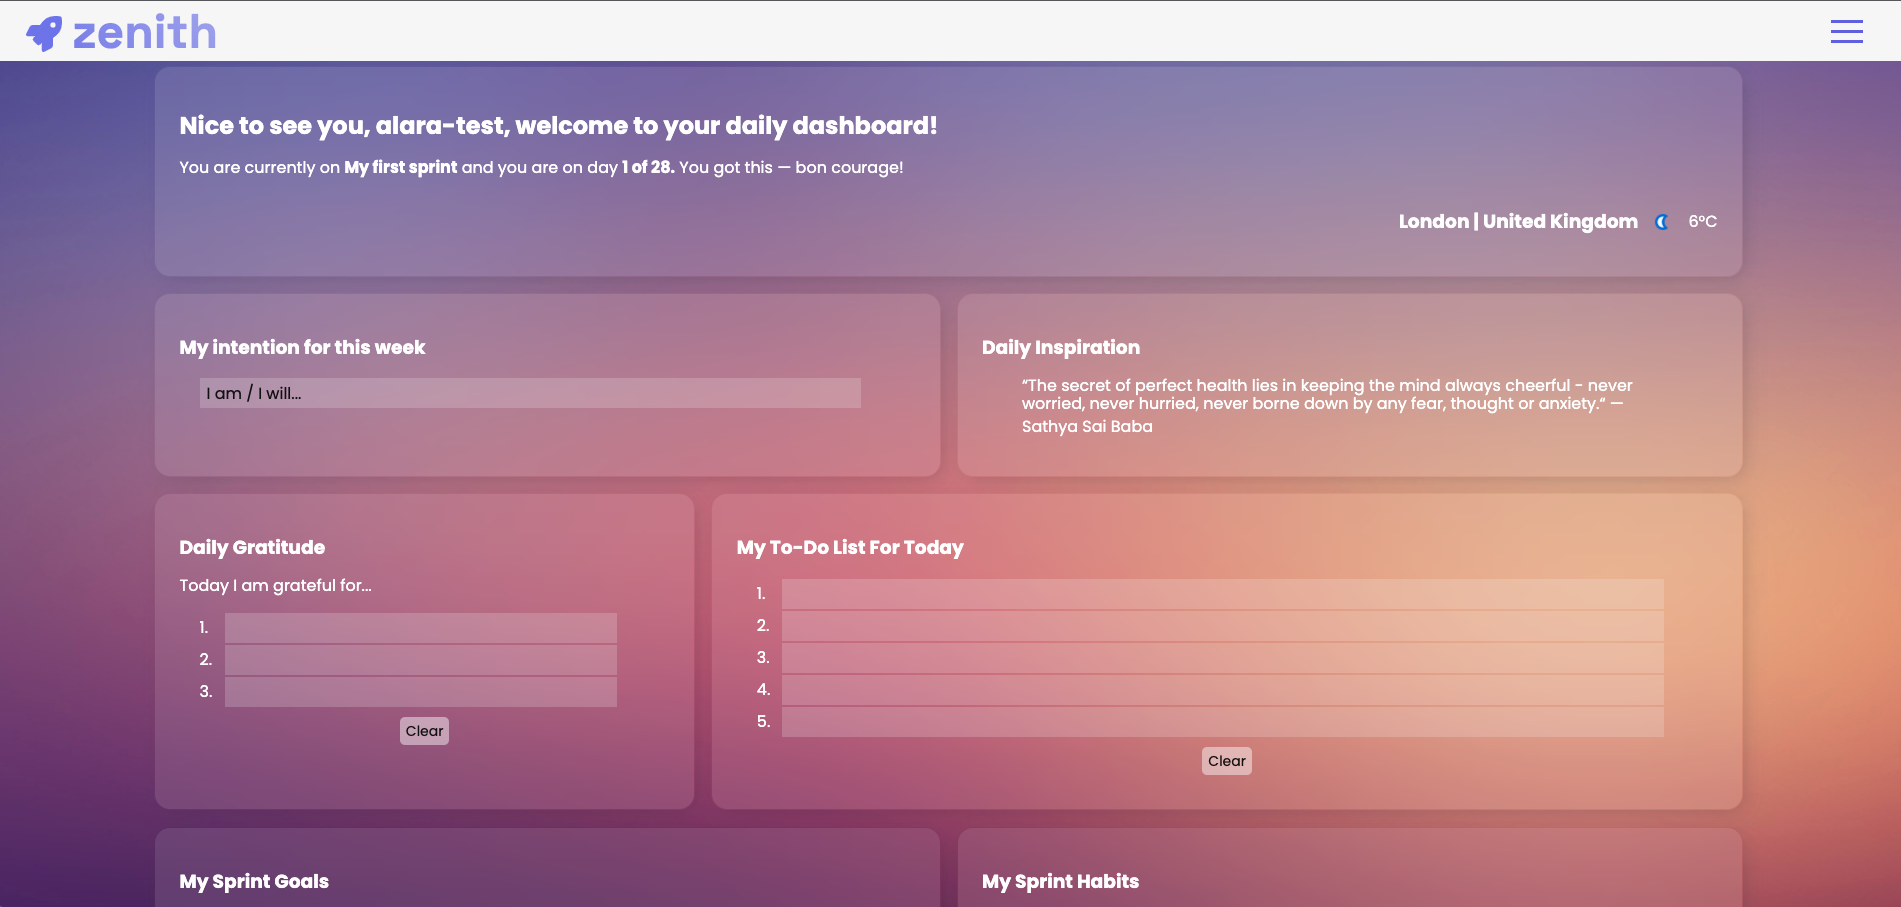 zenith
Nice to see you, alara-test, welcome to your daily dashboard!
You are currently on My first sprint and you are on day 1 of 28. You got this — bon courage!
London | United Kingdom 6°C
My intention for this week
I am / I will...
Daily Inspiration
“The secret of perfect health lies in keeping the mind always cheerful - never
worried, never hurried, never borne down by any fear, thought or anxiety.“ —
Sathya Sai Baba
Daily Gratitude
Today I am grateful for...
1.
2.
3.
Clear
My To-Do List For Today
1.
2.
3.
4.
5.
Clear
My Sprint Goals
My Sprint Habits